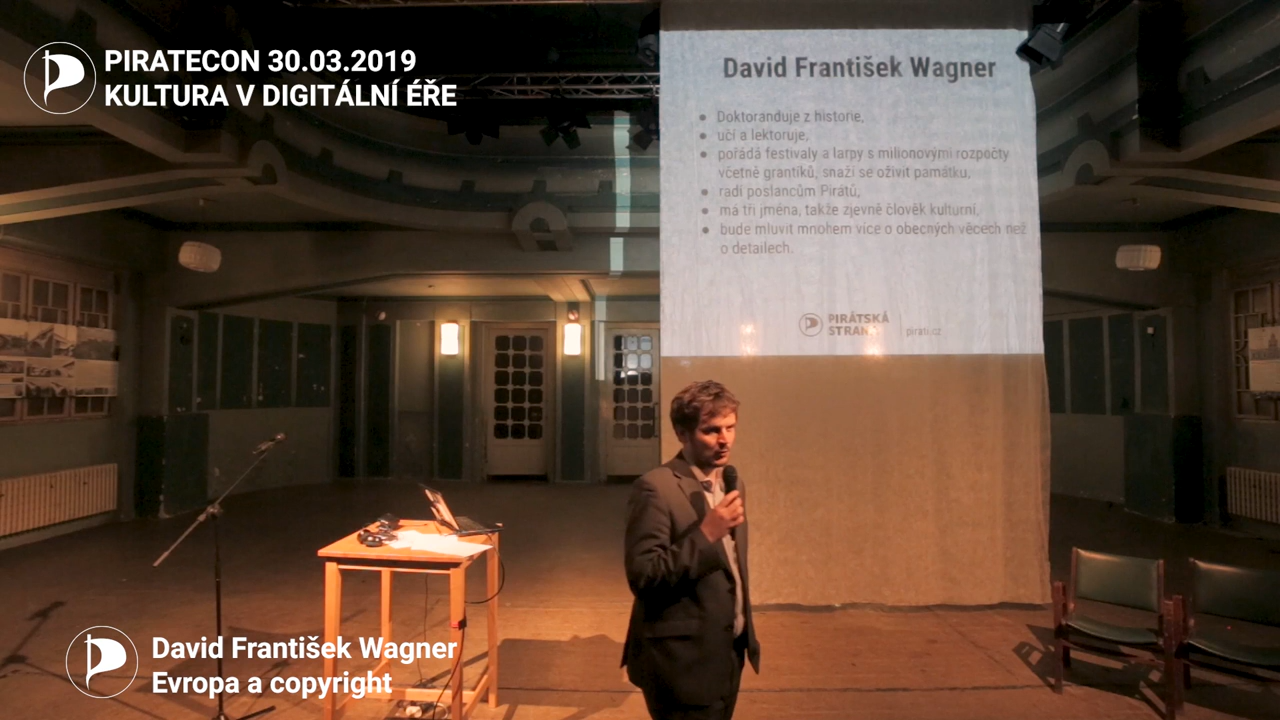 PIRATECON 30.03.2019
KULTURA V DIGITÁLNÍ ÉŘE
David František Wagner
● Doktoranduje z historie,
● učí a lektoruje,
● pořádá festivaly a larpy s milionovými rozpočty
včetně grantíků, snaží se oživit památku,
● radí poslancům Pirátů,
● má tři jména, takže zjevně člověk kulturní,
● bude mluvit mnohem více o obecných věcech než
o detailech.
PIRÁTSKÁ
STRANA
pirati.cz
David František Wagner
Evropa a copyright